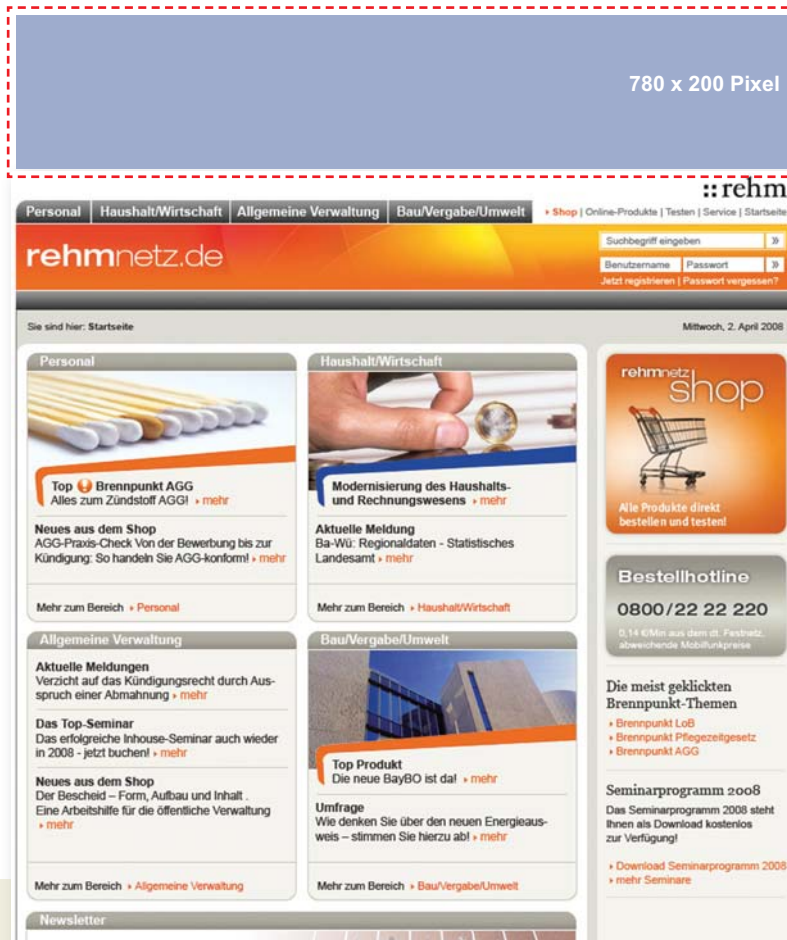 780 x 200 Pixel
::rehm
Personal Haushalt/Wirtschaft Allgemeine Verwaltung Bau/Vergabe/Umwelt
▸ Shop | Online-Produkte | Testen | Service | Startseite
rehmnetz.de
Suchbegriff eingeben »
Benutzername Passwort »
Jetzt registrieren | Passwort vergessen?
Sie sind hier: Startseite
Mittwoch, 2. April 2008
Personal
Top ! Brennpunkt AGG
Alles zum Zündstoff AGG! ▸ mehr
Neues aus dem Shop
AGG-Praxis-Check Von der Bewerbung bis zur
Kündigung: So handeln Sie AGG-konform! ▸ mehr
Mehr zum Bereich ▸ Personal
Haushalt/Wirtschaft
Modernisierung des Haushalts-
und Rechnungswesens ▸ mehr
Aktuelle Meldung
Ba-Wü: Regionaldaten - Statistisches
Landesamt ▸ mehr
Mehr zum Bereich ▸ Haushalt/Wirtschaft
Allgemeine Verwaltung
Aktuelle Meldungen
Verzicht auf das Kündigungsrecht durch Aus-
spruch einer Abmahnung ▸ mehr
Das Top-Seminar
Das erfolgreiche Inhouse-Seminar auch wieder
in 2008 - jetzt buchen! ▸ mehr
Neues aus dem Shop
Der Bescheid – Form, Aufbau und Inhalt .
Eine Arbeitshilfe für die öffentliche Verwaltung
▸ mehr
Mehr zum Bereich ▸ Allgemeine Verwaltung
Bau/Vergabe/Umwelt
Top Produkt
Die neue BayBO ist da! ▸ mehr
Umfrage
Wie denken Sie über den neuen Energieaus-
weis – stimmen Sie hierzu ab! ▸ mehr
Mehr zum Bereich ▸ Bau/Vergabe/Umwelt
Newsletter
rehmnetz
shop
Alle Produkte direkt
bestellen und testen!
Bestellhotline
0800/22 22 220
0,14 €/Min aus dem dt. Festnetz,
abweichende Mobilfunkpreise
Die meist geklickten
Brennpunkt-Themen
▸ Brennpunkt LoB
▸ Brennpunkt Pflegezeitgesetz
▸ Brennpunkt AGG
Seminarprogramm 2008
Das Seminarprogramm 2008 steht
Ihnen als Download kostenlos
zur Verfügung!
▸ Download Seminarprogramm 2008
▸ mehr Seminare